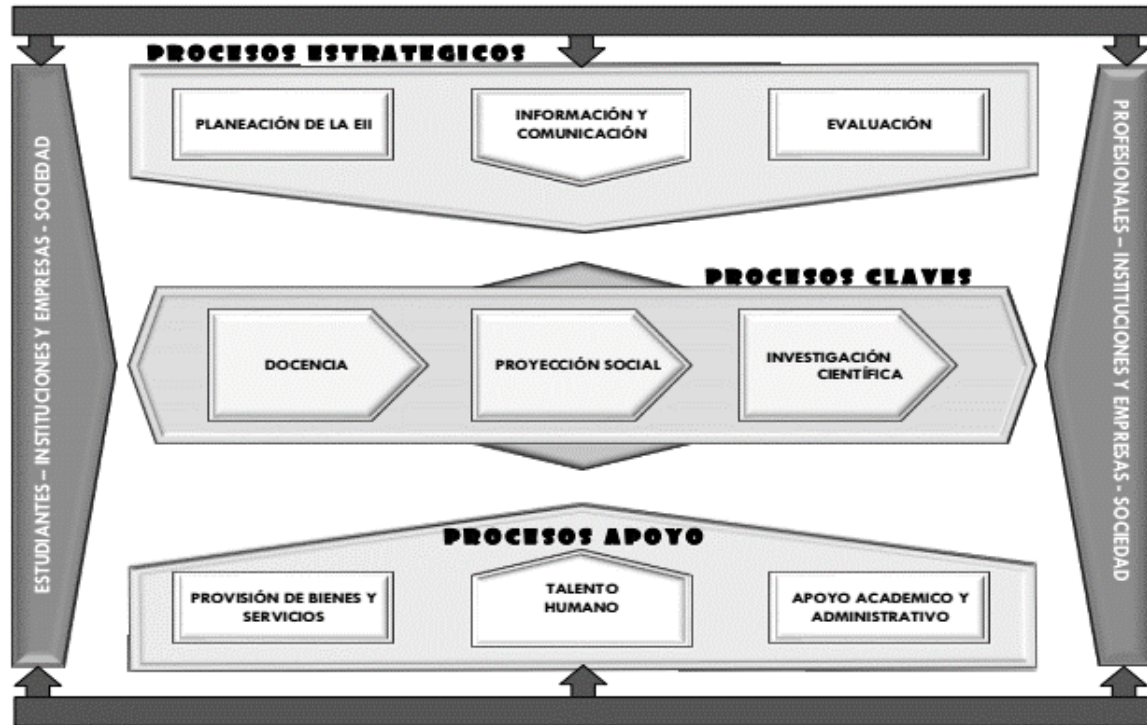 PROCESOS ESTRATEGICOS
PLANEACIÓN DE LA EII
INFORMACIÓN Y
COMUNICACIÓN
EVALUACIÓN
ESTUDIANTES – INSTITUCIONES Y EMPRESAS - SOCIEDAD
PROFESIONALES – INSTITUCIONES Y EMPRESAS - SOCIEDAD
PROCESOS CLAVES
DOCENCIA
PROYECCIÓN SOCIAL
INVESTIGACIÓN
CIENTÍFICA
PROCESOS APOYO
PROVISIÓN DE BIENES Y
SERVICIOS
TALENTO
HUMANO
APOYO ACADEMICO Y
ADMINISTRATIVO